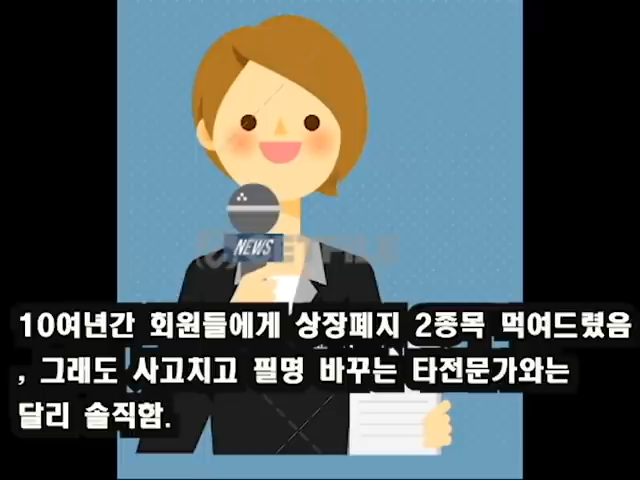 NEWS
GETFILE
10여년간 회원들에게 상장폐지 2종목 먹여드렸음
, 그래도 사고치고 필명 바꾸는 타전문가와는
달리 솔직함.